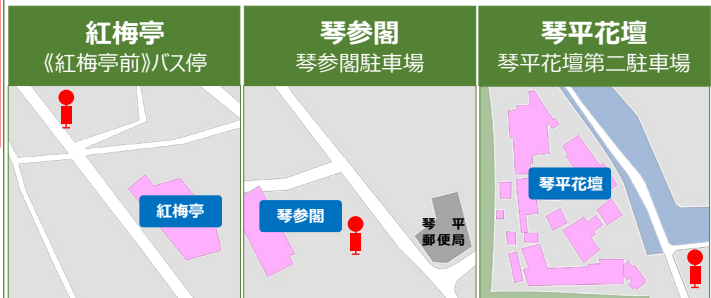 紅梅亭
《紅梅亭前》バス停
琴参閣
琴参閣駐車場
琴平花壇
琴平花壇第二駐車場
紅梅亭
琴参閣
琴 平
郵便局
琴平花壇